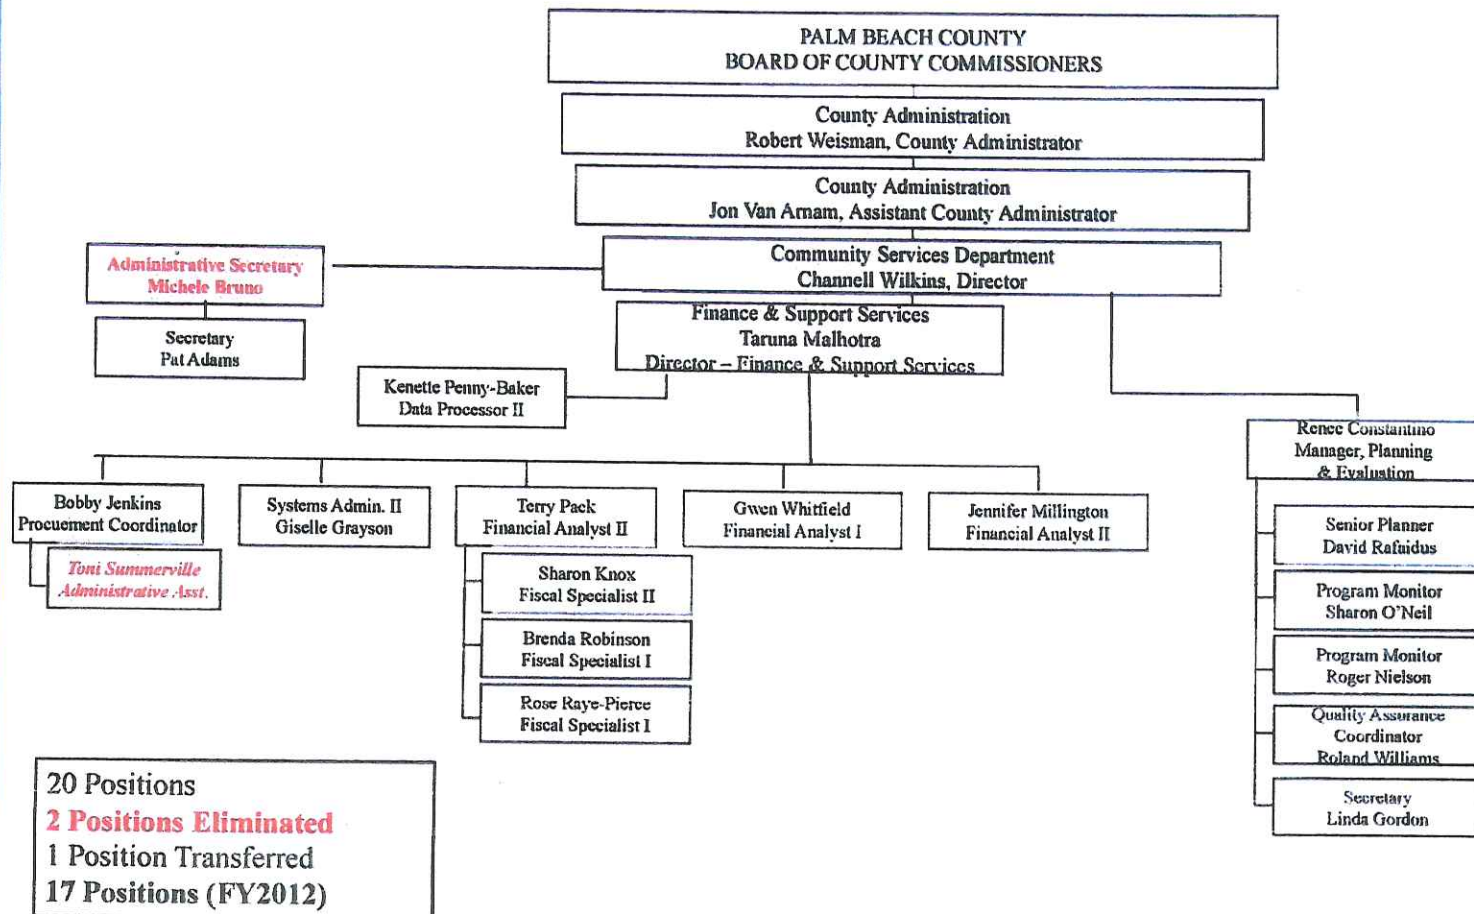 PALM BEACH COUNTY
BOARD OF COUNTY COMMISSIONERS
County Administration
Robert Weisman, County Administrator
County Administration
Jon Van Arnam, Assistant County Administrator
Community Services Department
Channell Wilkins, Director
Administrative Secretary
Michele Bruno
Secretary
Pat Adams
Finance & Support Services
Taruna Malhotra
Director – Finance & Support Services
Kenette Penny-Baker
Data Processor II
Renee Constantino
Manager, Planning
& Evaluation
Bobby Jenkins
Procuement Coordinator
Toni Summerville
Administrative Asst.
Systems Admin. II
Giselle Grayson
Terry Pack
Financial Analyst II
Sharon Knox
Fiscal Specialist II
Brenda Robinson
Fiscal Specialist I
Rose Raye-Pierce
Fiscal Specialist I
Gwen Whitfield
Financial Analyst I
Jennifer Millington
Financial Analyst II
Senior Planner
David Rafaidus
Program Monitor
Sharon O'Neil
Program Monitor
Roger Nielson
Quality Assurance
Coordinator
Roland Williams
Secretary
Linda Gordon
20 Positions
2 Positions Eliminated
1 Position Transferred
17 Positions (FY2012)